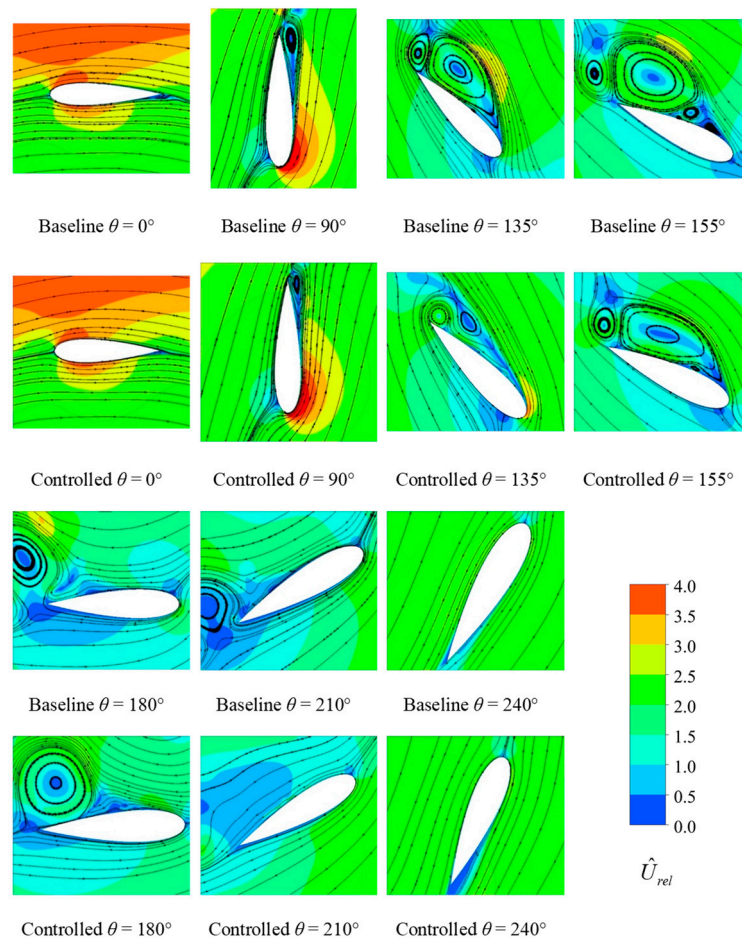 Baseline θ = 0°
Baseline θ = 90°
Baseline θ = 135°
Baseline θ = 155°
Controlled θ = 0°
Controlled θ = 90°
Controlled θ = 135°
Controlled θ = 155°
Baseline θ = 180°
Baseline θ = 210°
Baseline θ = 240°
4.0
3.5
3.0
2.5
2.0
1.5
1.0
0.5
0.0
Û_rel
Controlled θ = 180°
Controlled θ = 210°
Controlled θ = 240°